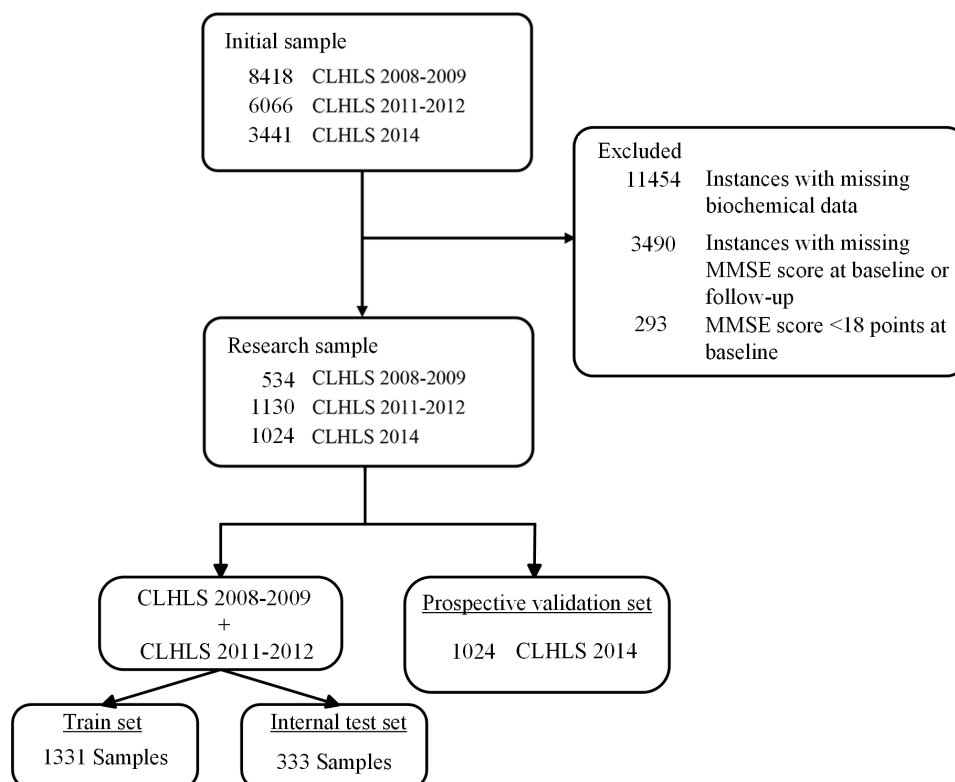 Initial sample
8418 CLHLS 2008-2009
6066 CLHLS 2011-2012
3441 CLHLS 2014
Excluded
11454 Instances with missing
biochemical data
3490 Instances with missing
MMSE score at baseline or
follow-up
293 MMSE score <18 points at
baseline
Research sample
534 CLHLS 2008-2009
1130 CLHLS 2011-2012
1024 CLHLS 2014
CLHLS 2008-2009
+
CLHLS 2011-2012
Prospective validation set
1024 CLHLS 2014
Train set
1331 Samples
Internal test set
333 Samples